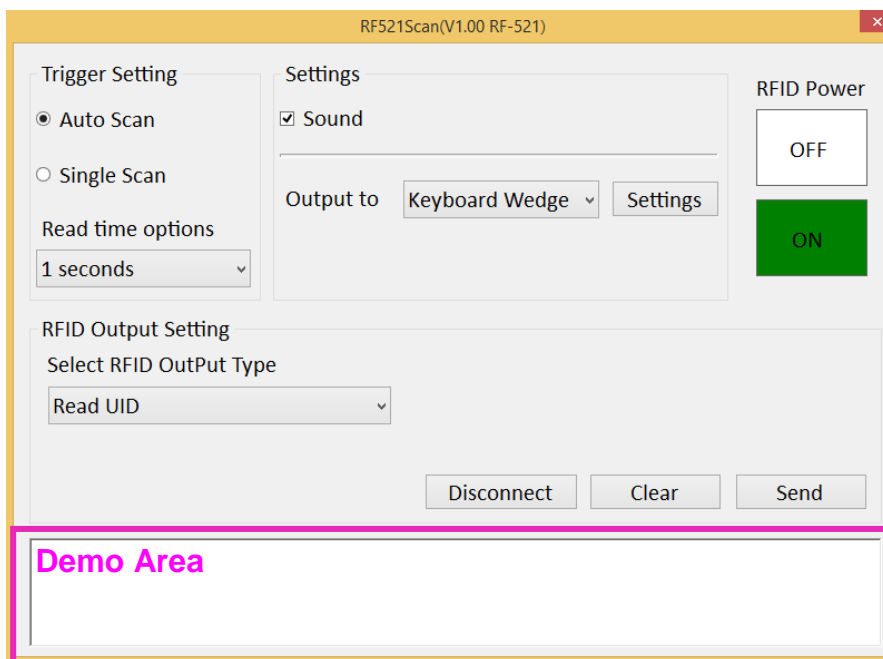 RF521Scan(V1.00 RF-521)
×
Trigger Setting
Auto Scan
Single Scan
Read time options
1 seconds
Settings
Sound
Output to
Keyboard Wedge
Settings
RFID Power
OFF
ON
RFID Output Setting
Select RFID OutPut Type
Read UID
Disconnect
Clear
Send
Demo Area